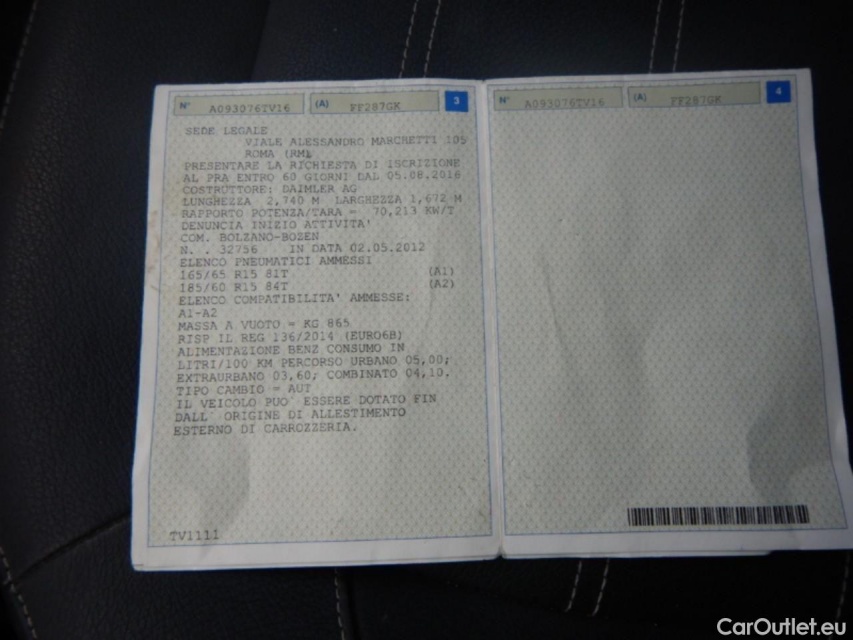 N° A093076TV16 (A) FF287GK 3
SEDE LEGALE
VIALE ALESSANDRO MARCHETTI 105
ROMA (RM)
PRESENTARE LA RICHIESTA DI ISCRIZIONE
AL PRA ENTRO 60 GIORNI DAL 05.08.2016
COSTRUTTORE: DAIMLER AG
LUNGHEZZA 2,740 M LARGHEZZA 1,672 M
RAPPORTO POTENZA/TARA = 70,213 KW/T
DENUNCIA INIZIO ATTIVITA'
COM. BOLZANO-BOZEN
N. . 32756 IN DATA 02.05.2012
ELENCO PNEUMATICI AMMESSI
165/65 R15 81T (A1)
185/60 R15 84T (A2)
ELENCO COMPATIBILITA' AMMESSE:
A1-A2
MASSA A VUOTO = KG 865
RISP IL REG 136/2014 (EURO6B)
ALIMENTAZIONE BENZ CONSUMO IN
LITRI/100 KM PERCORSO URBANO 05,00;
EXTRAURBANO 03,60; COMBINATO 04,10.
TIPO CAMBIO = AUT
IL VEICOLO PUO' ESSERE DOTATO FIN
DALL' ORIGINE DI ALLESTIMENTO
ESTERNO DI CARROZZERIA.
TV1111
N° A093076TV16 (A) FF287GK 4
CarOutlet.eu